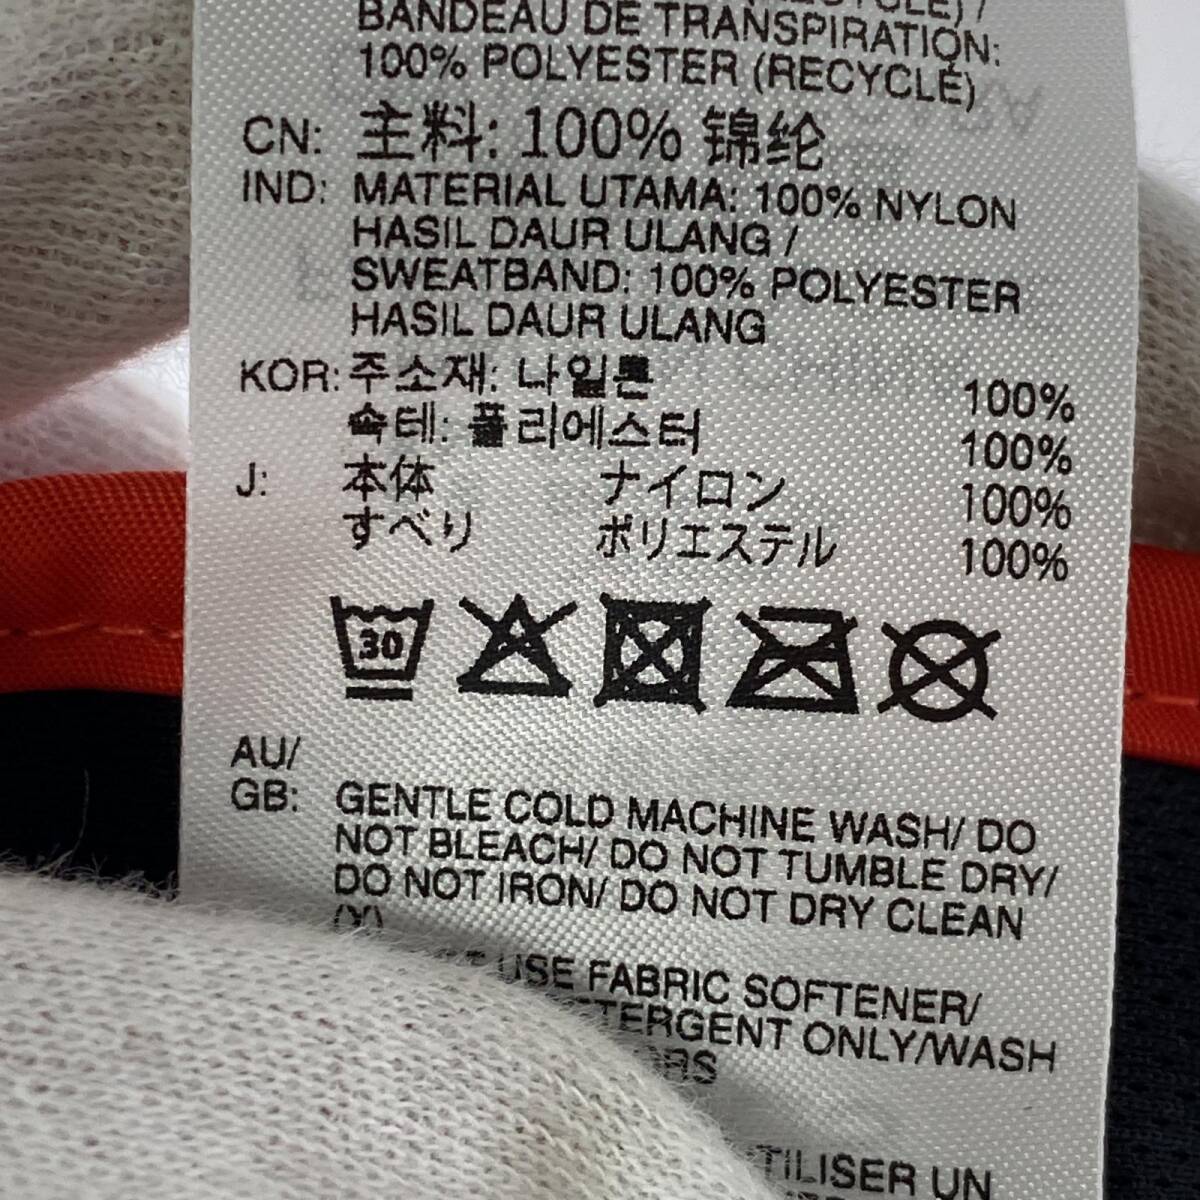 BANDEAU DE TRANSPIRATION:
100% POLYESTER (RECYCLÉ)
CN: 主料: 100% 锦纶
IND: MATERIAL UTAMA: 100% NYLON
HASIL DAUR ULANG /
SWEATBAND: 100% POLYESTER
HASIL DAUR ULANG
KOR: 주소재: 나일론 100%
속테: 폴리에스터 100%
J: 本体 ナイロン 100%
すべり ポリエステル 100%
30
AU/
GB: GENTLE COLD MACHINE WASH/ DO
NOT BLEACH/ DO NOT TUMBLE DRY/
DO NOT IRON/ DO NOT DRY CLEAN
USE FABRIC SOFTENER/
ONLY/WASH
UN